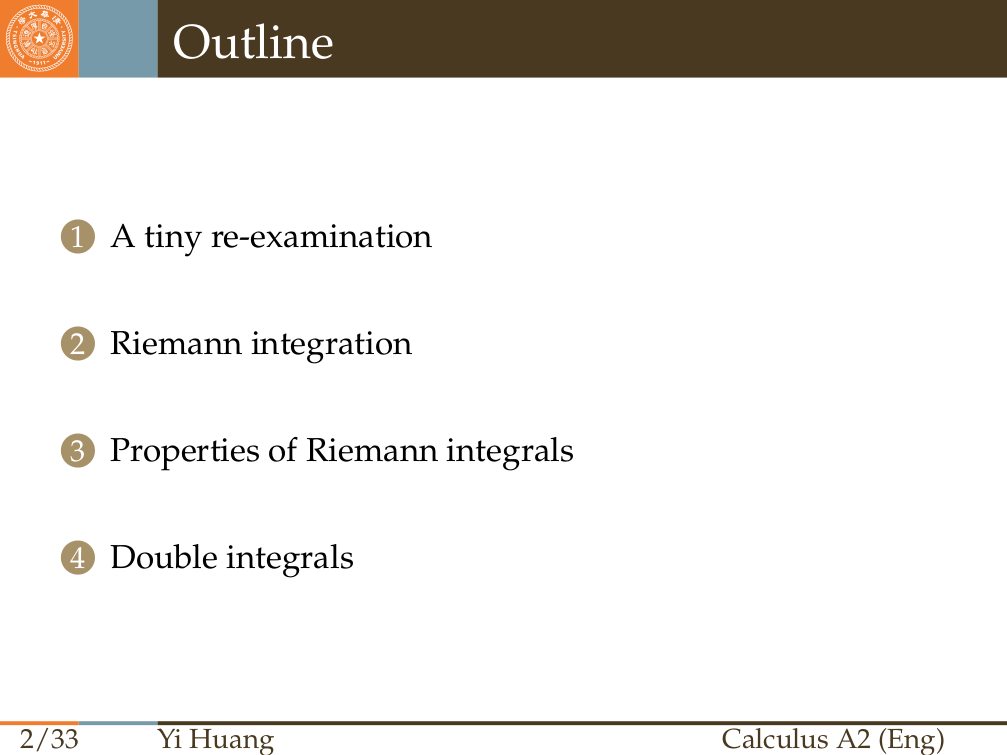 Outline
1 A tiny re-examination
2 Riemann integration
3 Properties of Riemann integrals
4 Double integrals
2/33 Yi Huang Calculus A2 (Eng)